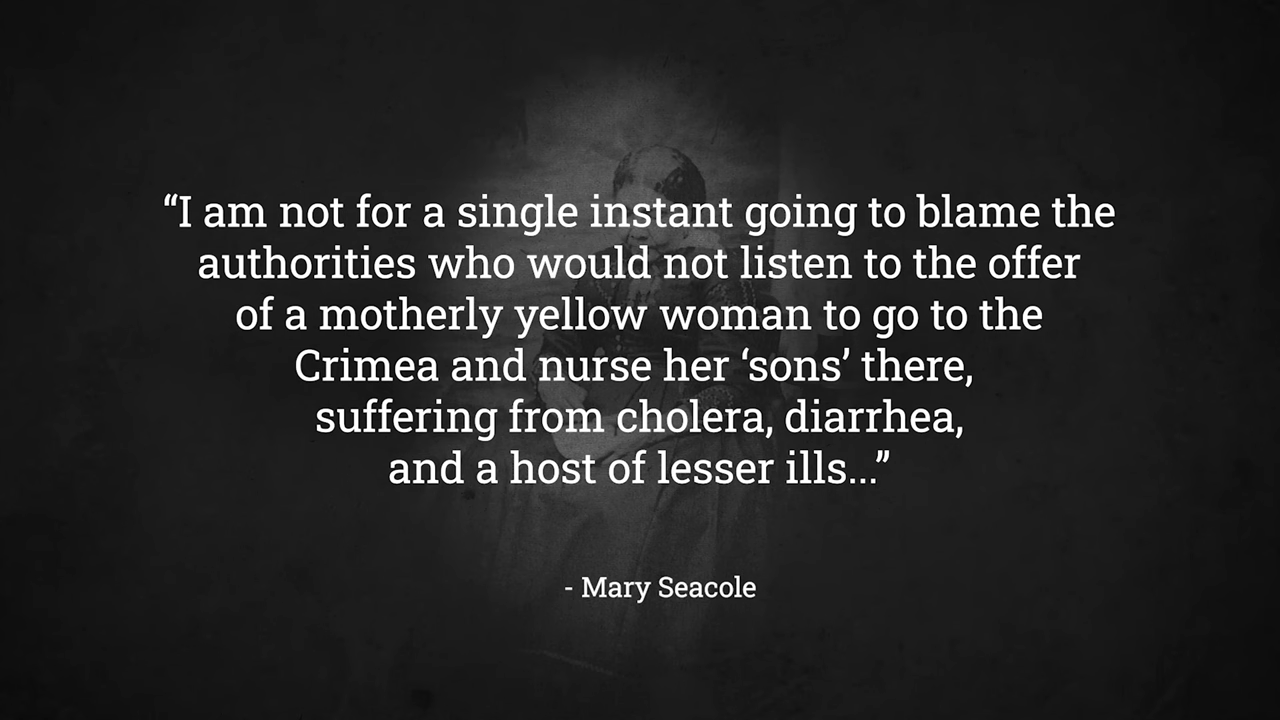 “I am not for a single instant going to blame the
authorities who would not listen to the offer
of a motherly yellow woman to go to the
Crimea and nurse her ‘sons’ there,
suffering from cholera, diarrhea,
and a host of lesser ills...”
- Mary Seacole